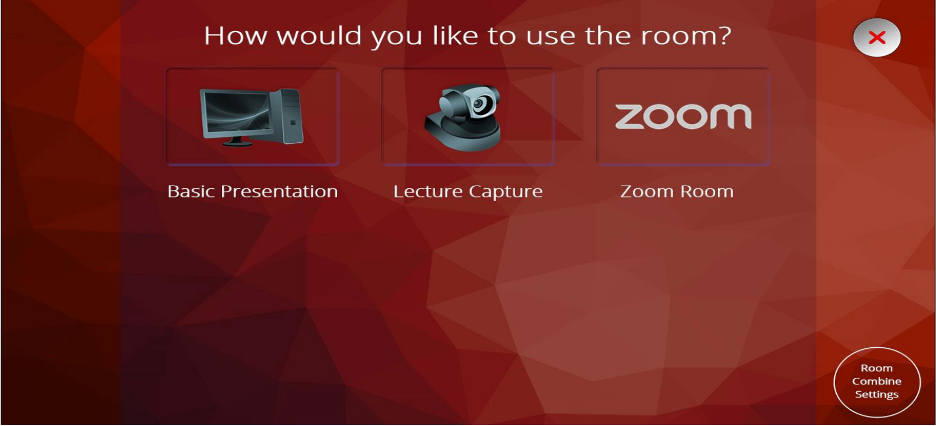 How would you like to use the room?
zoom
Basic Presentation
Lecture Capture
Zoom Room
Room
Combine
Settings